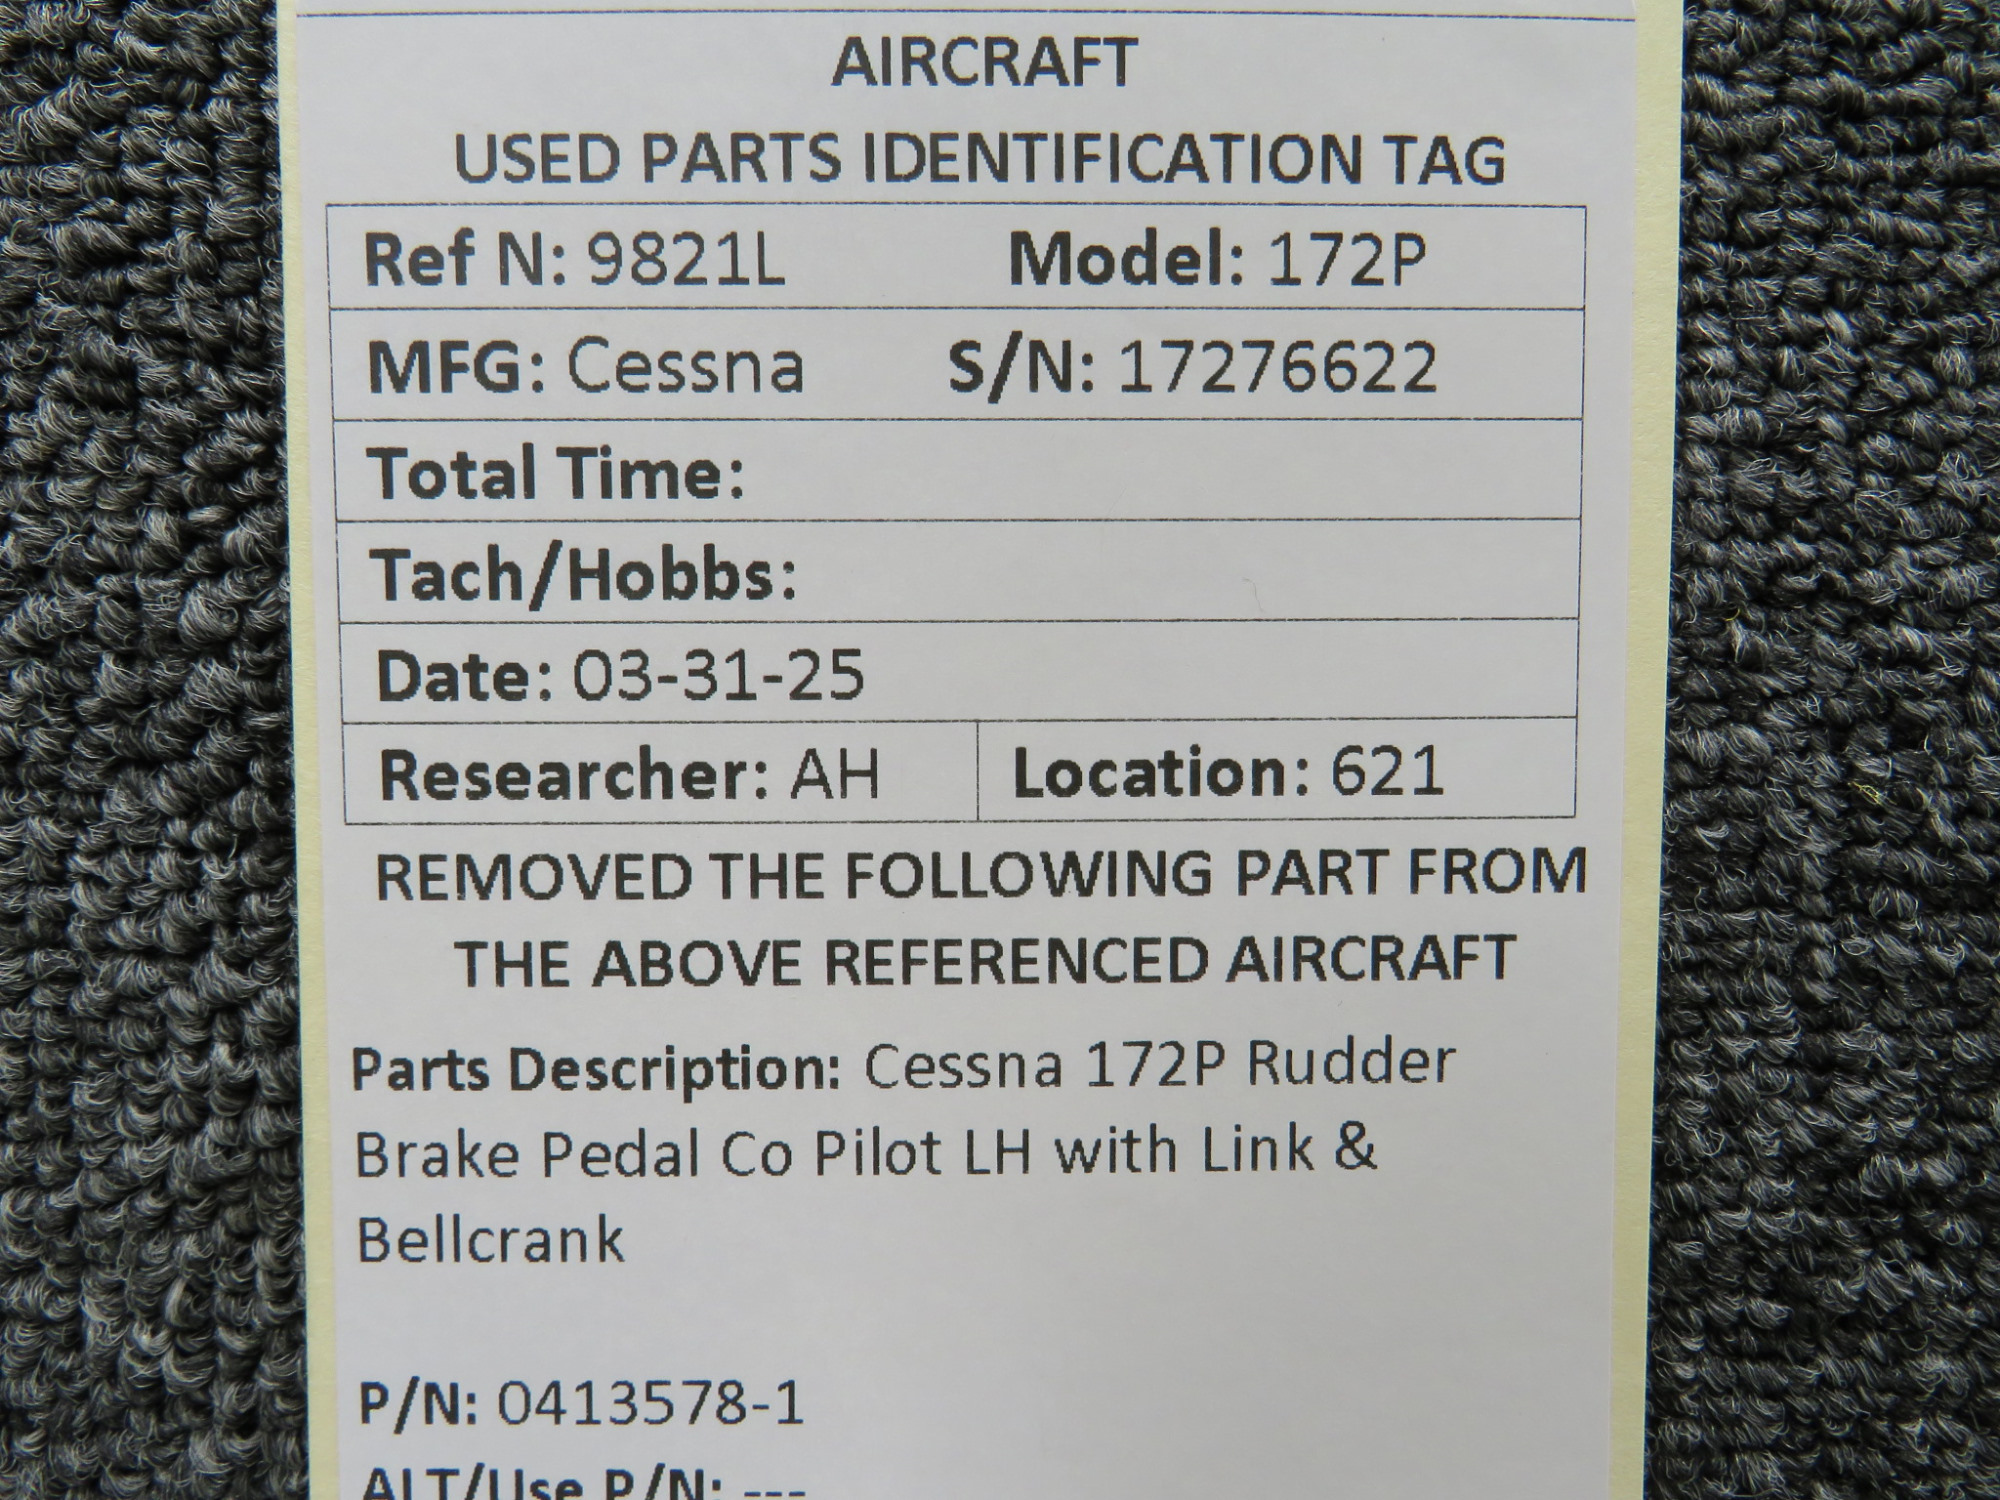 AIRCRAFT
USED PARTS IDENTIFICATION TAG
Ref N: 9821L Model: 172P
MFG: Cessna S/N: 17276622
Total Time:
Tach/Hobbs:
Date: 03-31-25
Researcher: AH Location: 621
REMOVED THE FOLLOWING PART FROM
THE ABOVE REFERENCED AIRCRAFT
Parts Description: Cessna 172P Rudder
Brake Pedal Co Pilot LH with Link &
Bellcrank
P/N: 0413578-1
ALT/Use P/N: ---